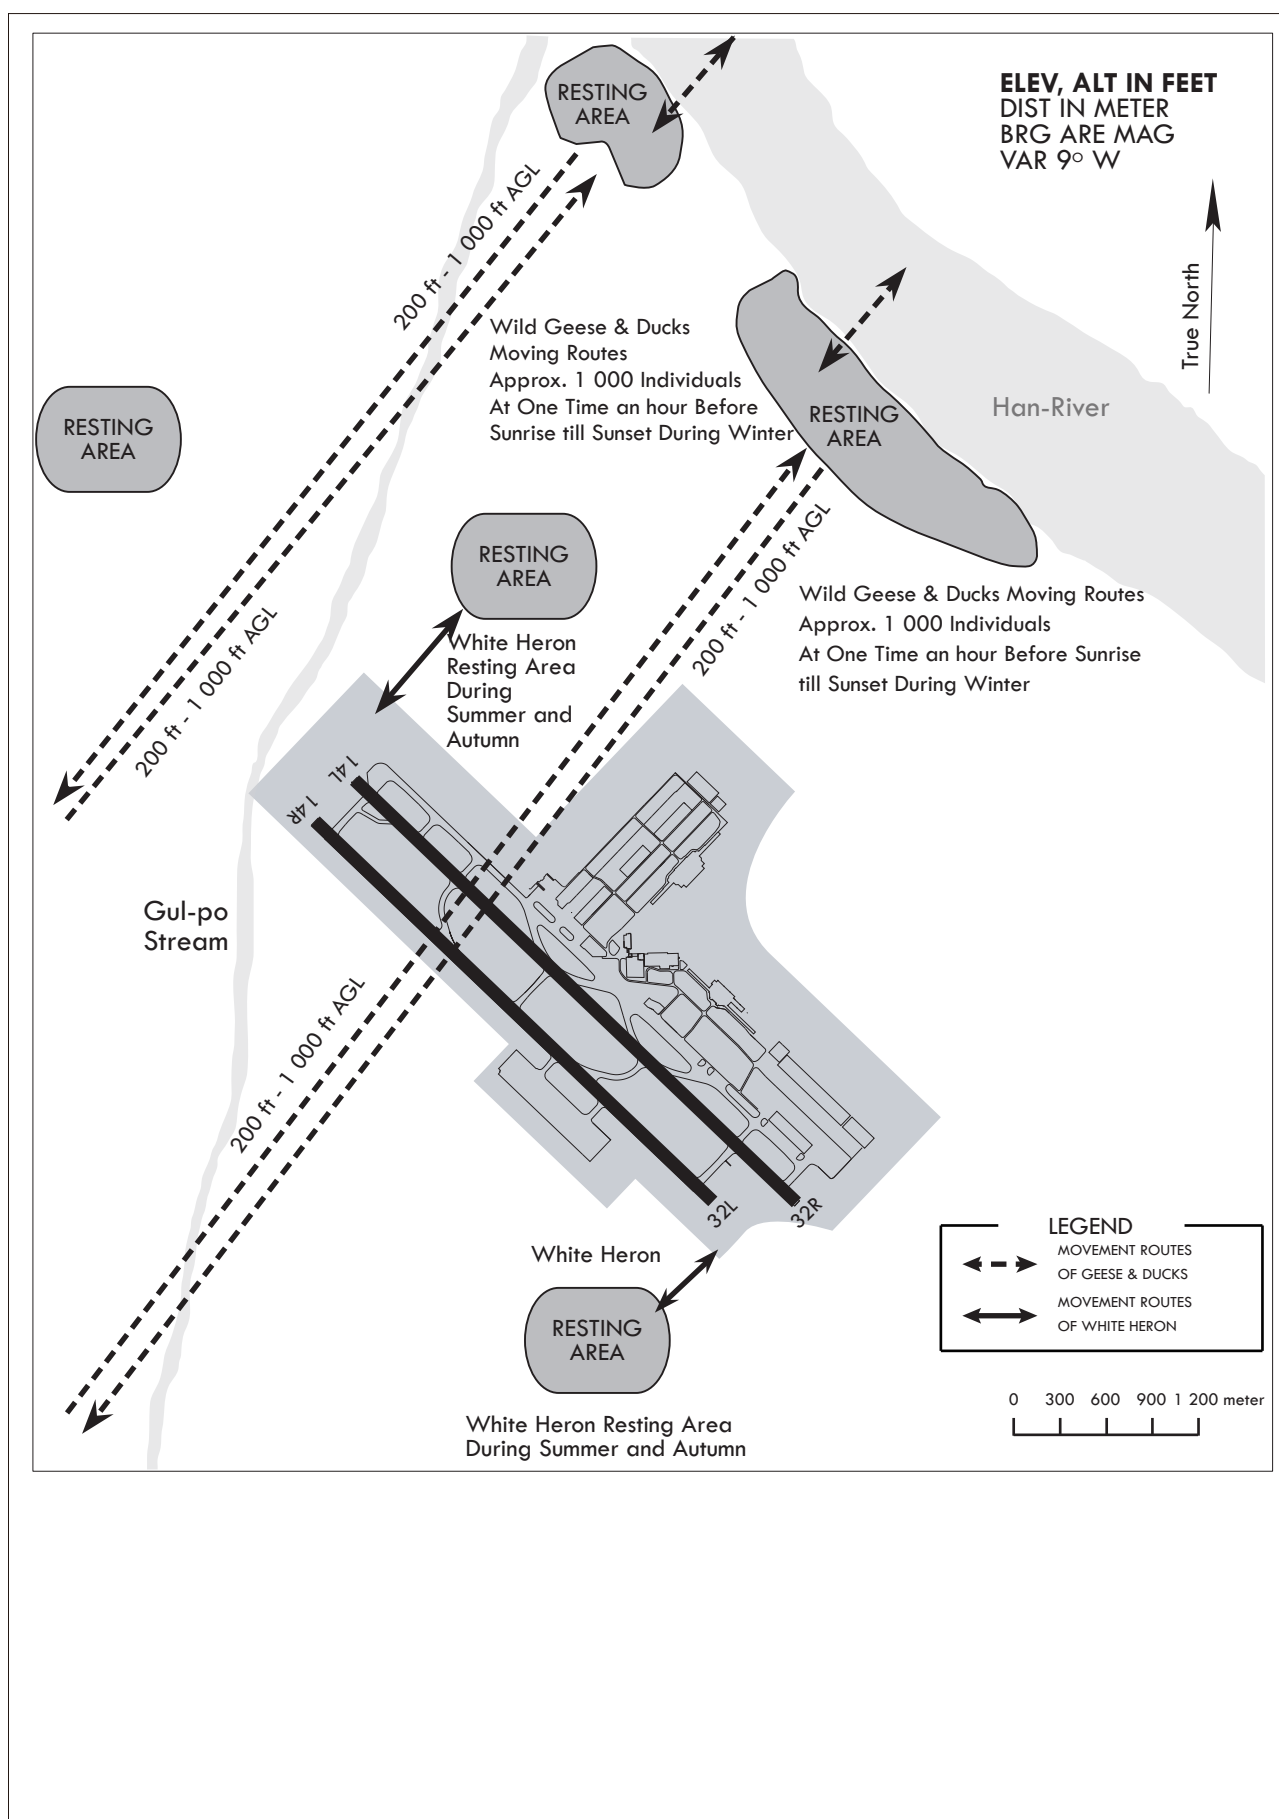 RESTING
AREA
ELEV, ALT IN FEET
DIST IN METER
BRG ARE MAG
VAR 9° W
True North
200 ft - 1 000 ft AGL
Wild Geese & Ducks
Moving Routes
Approx. 1 000 Individuals
At One Time an hour Before
Sunrise till Sunset During Winter
RESTING
AREA
Han-River
RESTING
AREA
RESTING
AREA
200 ft - 1 000 ft AGL
200 ft - 1 000 ft AGL
Wild Geese & Ducks Moving Routes
Approx. 1 000 Individuals
At One Time an hour Before Sunrise
till Sunset During Winter
White Heron
Resting Area
During
Summer and
Autumn
14L
14R
Gul-po
Stream
200 ft - 1 000 ft AGL
32L
32R
White Heron
RESTING
AREA
White Heron Resting Area
During Summer and Autumn
LEGEND
MOVEMENT ROUTES
OF GEESE & DUCKS
MOVEMENT ROUTES
OF WHITE HERON
0 300 600 900 1 200 meter